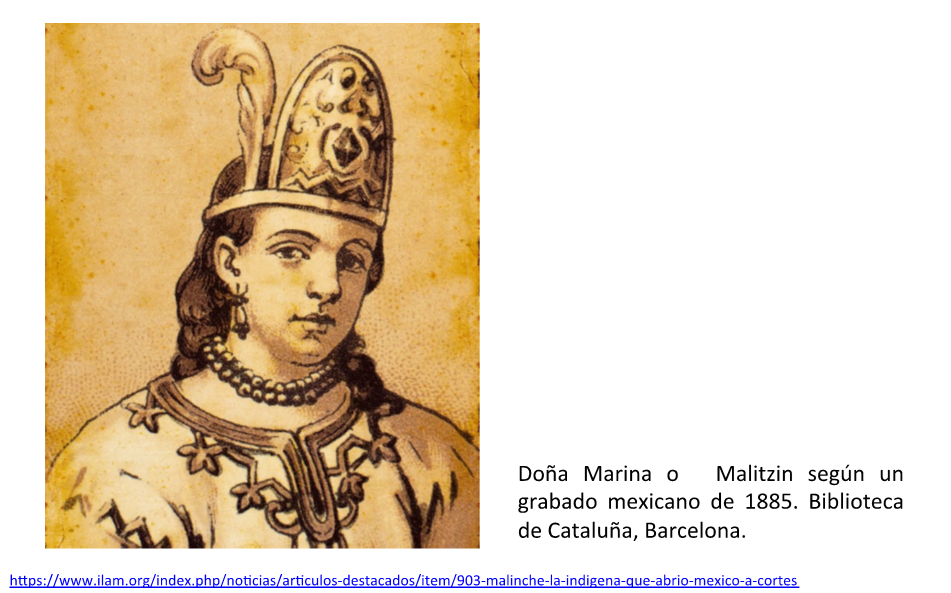 Doña Marina o Malitzin según un
grabado mexicano de 1885. Biblioteca
de Cataluña, Barcelona.
https://www.ilam.org/index.php/noticias/articulos-destacados/item/903-malinche-la-indigena-que-abrio-mexico-a-cortes